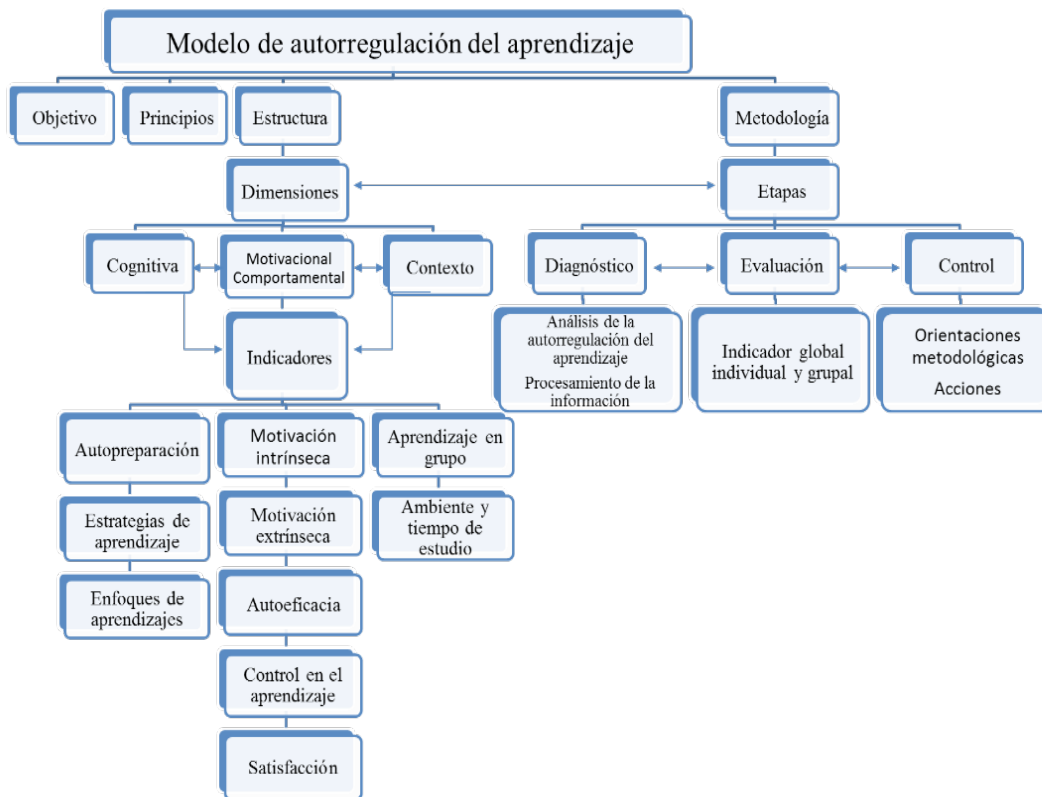 Modelo de autorregulación del aprendizaje
Objetivo
Principios
Estructura
Metodología
Dimensiones
Etapas
Cognitiva
Motivacional
Comportamental
Contexto
Diagnóstico
Evaluación
Control
Indicadores
Análisis de la
autorregulación del
aprendizaje
Procesamiento de la
información
Indicador global
individual y grupal
Orientaciones
metodológicas
Acciones
Autopreparación
Motivación
intrínseca
Aprendizaje en
grupo
Estrategias de
aprendizaje
Motivación
extrínseca
Ambiente y
tiempo de
estudio
Enfoques de
aprendizajes
Autoeficacia
Control en el
aprendizaje
Satisfacción